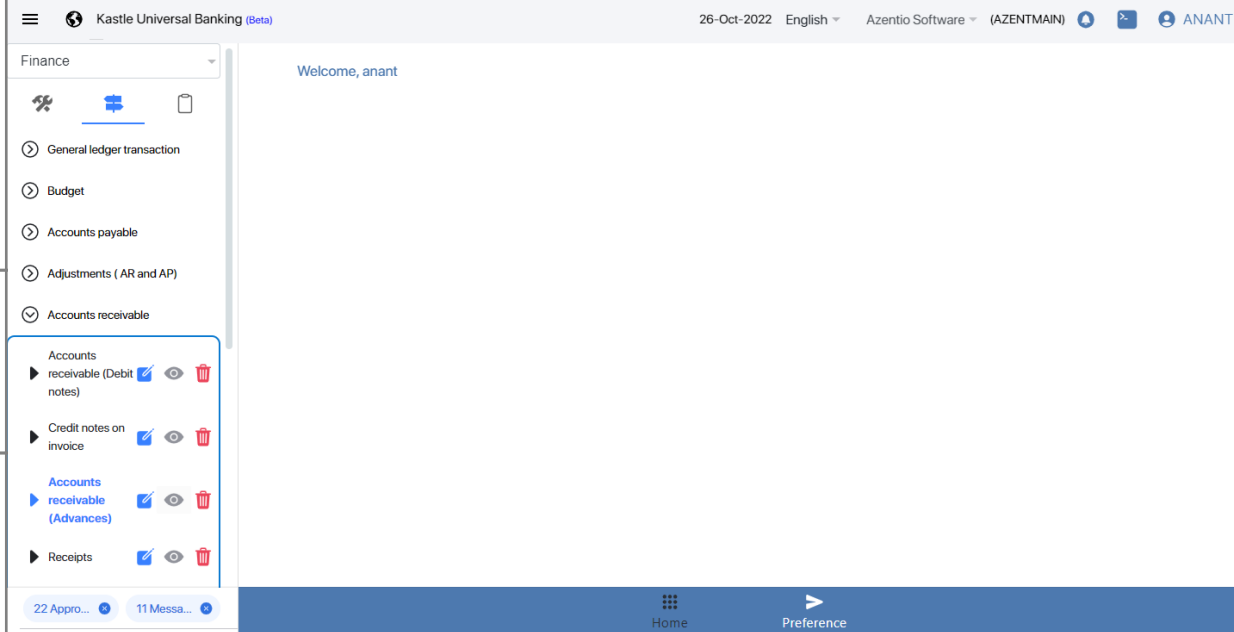 Kastle Universal Banking (Beta)
26-Oct-2022 English Azentio Software (AZENTMAIN) ANANT
Finance
Welcome, anant
General ledger transaction
Budget
Accounts payable
Adjustments ( AR and AP)
Accounts receivable
Accounts
receivable (Debit
notes)
Credit notes on
invoice
Accounts
receivable
(Advances)
Receipts
22 Appro... 11 Messa...
Home
Preference